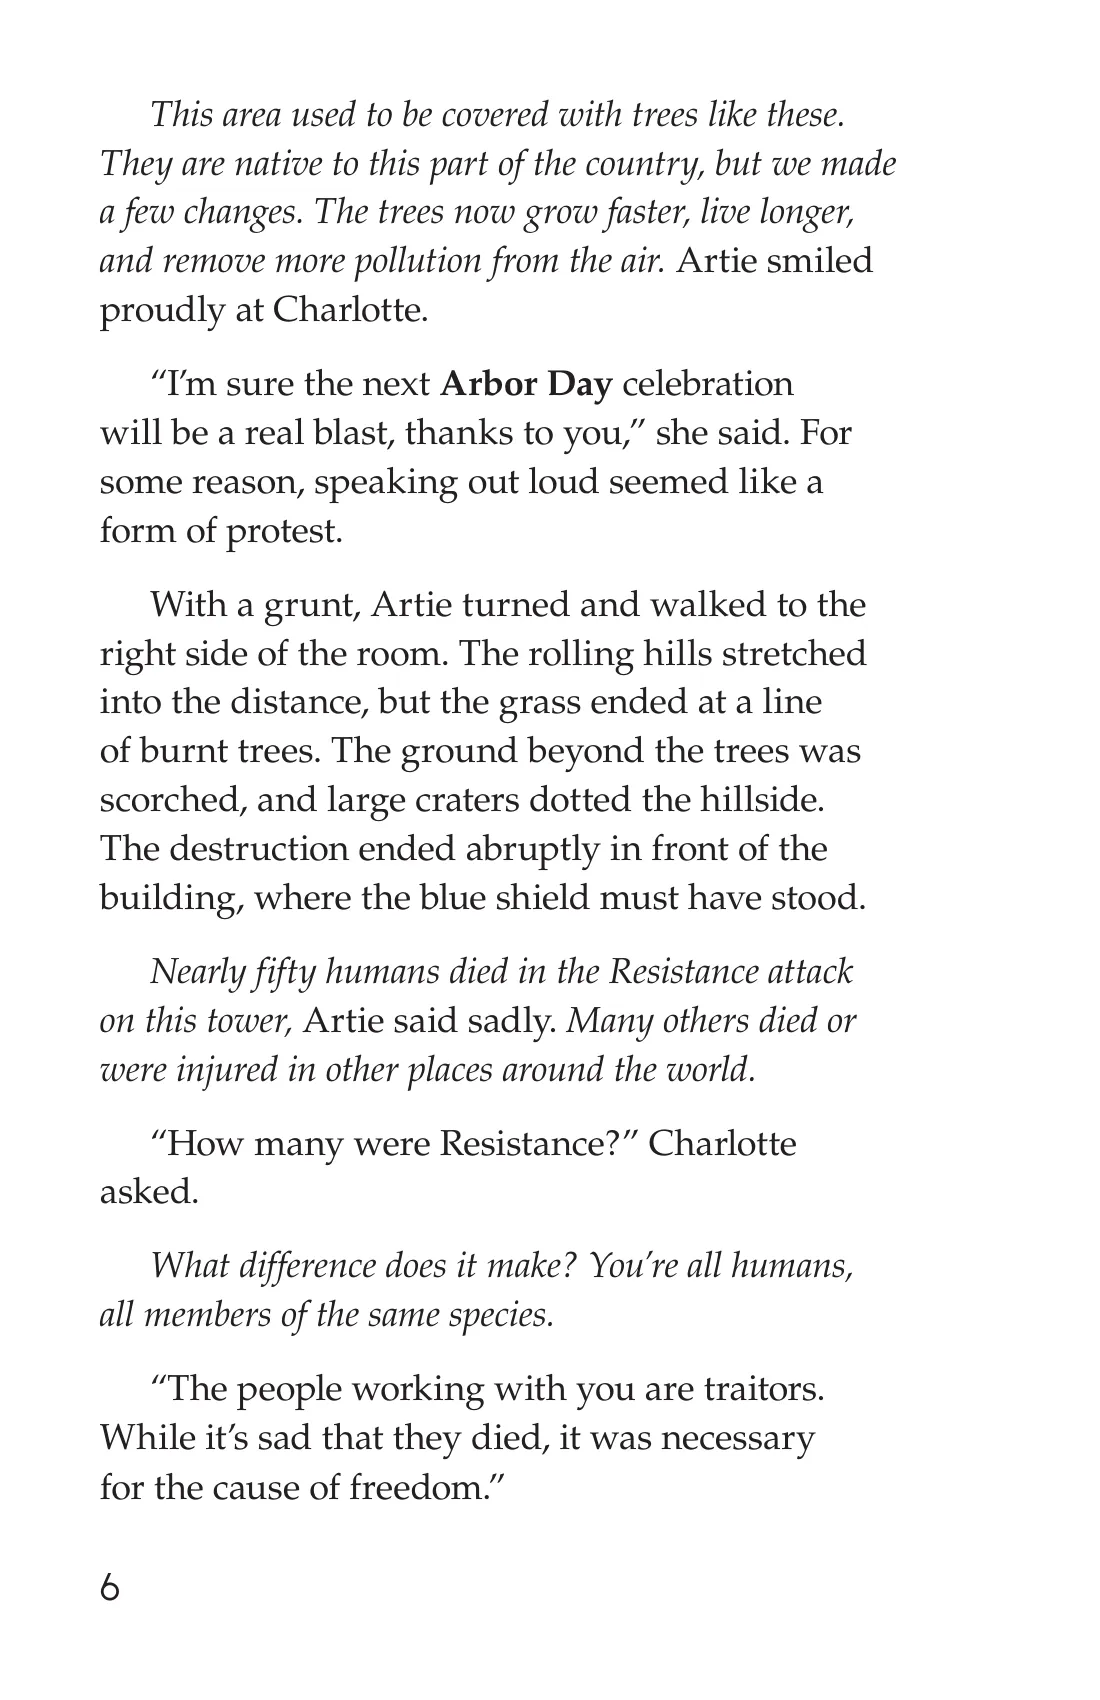 This area used to be covered with trees like these.
They are native to this part of the country, but we made
a few changes. The trees now grow faster, live longer,
and remove more pollution from the air. Artie smiled
proudly at Charlotte.
“I’m sure the next Arbor Day celebration
will be a real blast, thanks to you,” she said. For
some reason, speaking out loud seemed like a
form of protest.
With a grunt, Artie turned and walked to the
right side of the room. The rolling hills stretched
into the distance, but the grass ended at a line
of burnt trees. The ground beyond the trees was
scorched, and large craters dotted the hillside.
The destruction ended abruptly in front of the
building, where the blue shield must have stood.
Nearly fifty humans died in the Resistance attack
on this tower, Artie said sadly. Many others died or
were injured in other places around the world.
“How many were Resistance?” Charlotte
asked.
What difference does it make? You’re all humans,
all members of the same species.
“The people working with you are traitors.
While it’s sad that they died, it was necessary
for the cause of freedom.”
6